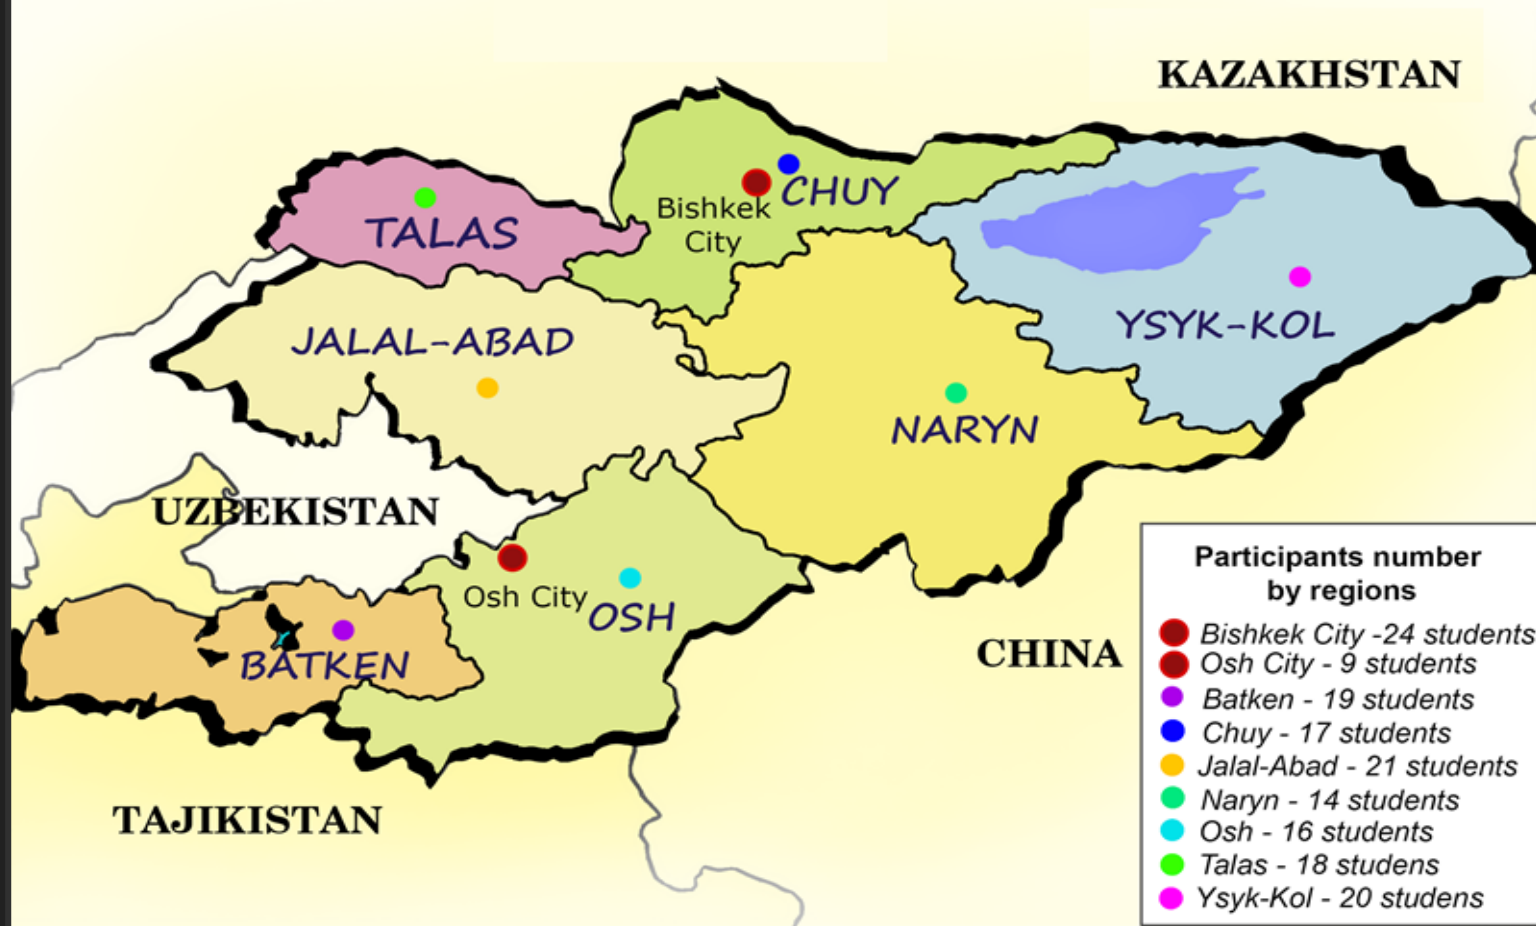 KAZAKHSTAN
CHUY
Bishkek
City
TALAS
YSYK-KOL
JALAL-ABAD
NARYN
UZBEKISTAN
Osh City
OSH
BATKEN
CHINA
TAJIKISTAN
Participants number
by regions
Bishkek City -24 students
Osh City - 9 students
Batken - 19 students
Chuy - 17 students
Jalal-Abad - 21 students
Naryn - 14 students
Osh - 16 students
Talas - 18 studens
Ysyk-Kol - 20 studens